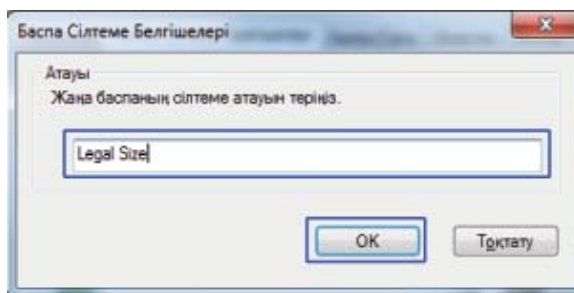 Баспа Сілтеме Белгішелері
Атауы
Жаңа баспаның сілтеме атауын теріңіз.
Legal Size
OK
Тоқтату